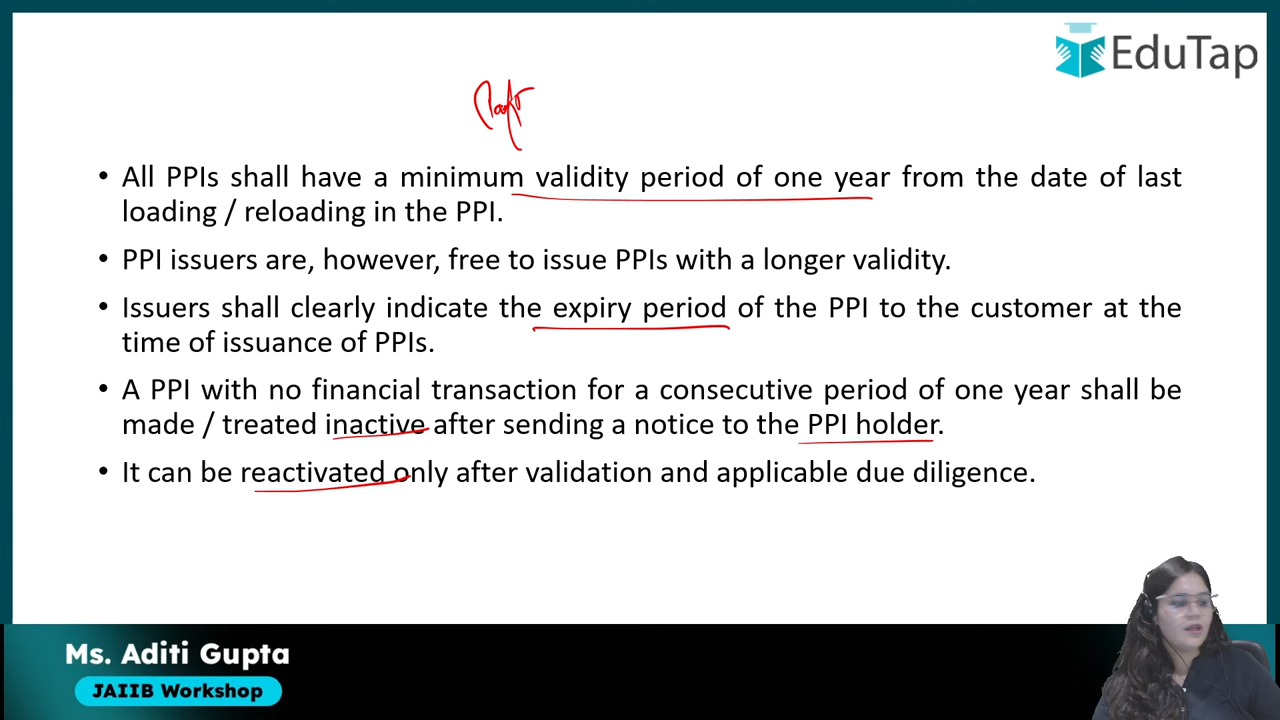 EduTap
• All PPIs shall have a minimum validity period of one year from the date of last
loading / reloading in the PPI.
• PPI issuers are, however, free to issue PPIs with a longer validity.
• Issuers shall clearly indicate the expiry period of the PPI to the customer at the
time of issuance of PPIs.
• A PPI with no financial transaction for a consecutive period of one year shall be
made / treated inactive after sending a notice to the PPI holder.
• It can be reactivated only after validation and applicable due diligence.
Ms. Aditi Gupta
JAIIB Workshop